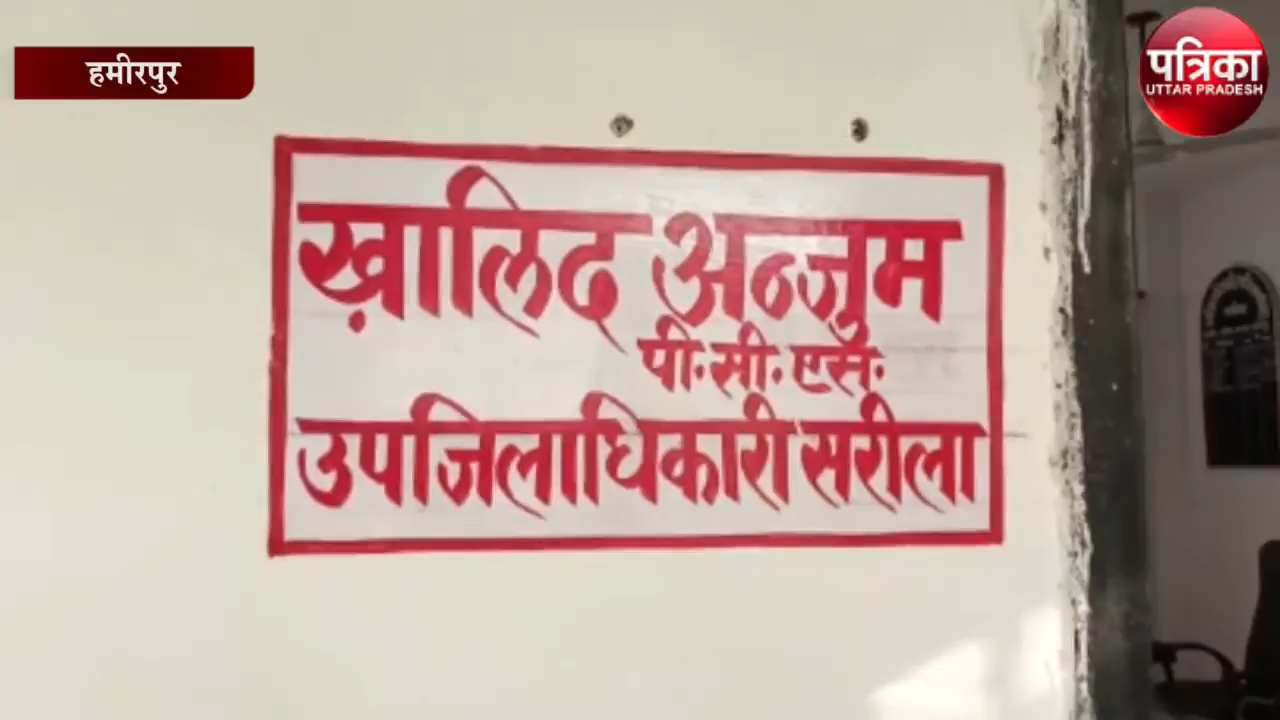 हमीरपुर
पत्रिका
UTTAR PRADESH
ख़ालिद अन्जुम
पी.सी.एस.
उपजिलाधिकारी सरीला